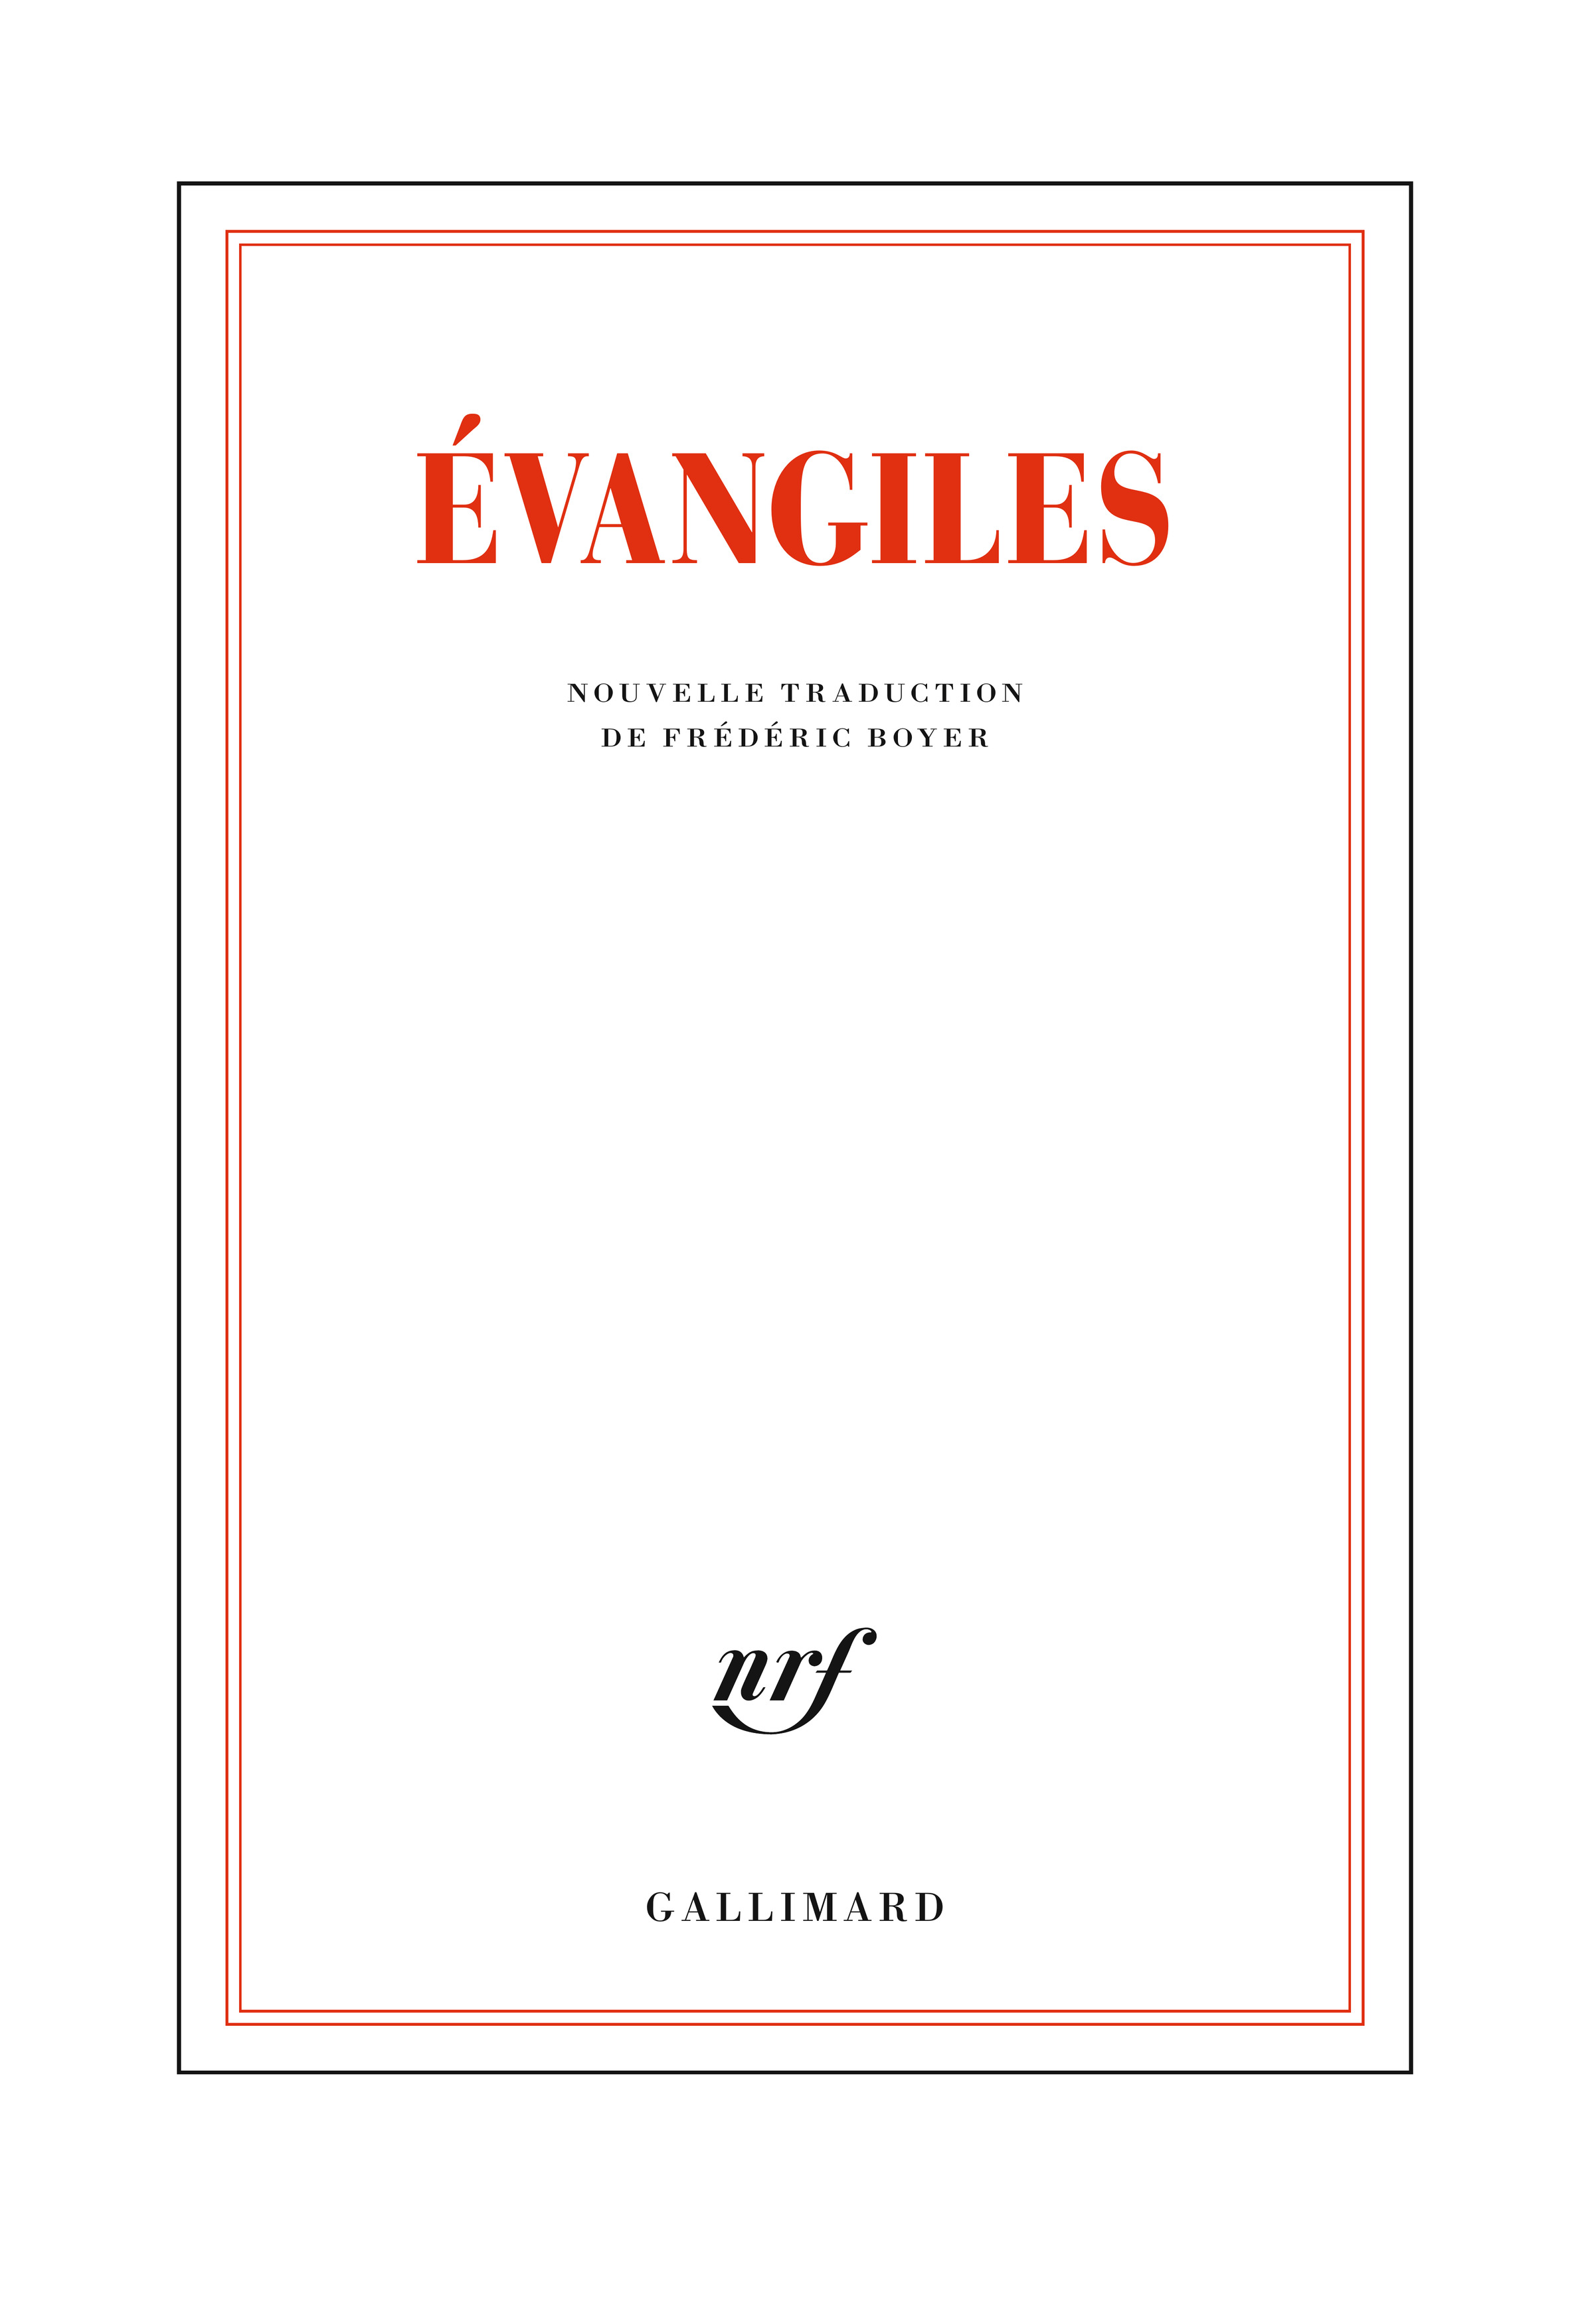 ÉVANGILES
NOUVELLE TRADUCTION
DE FRÉDÉRIC BOYER
nrf
GALLIMARD